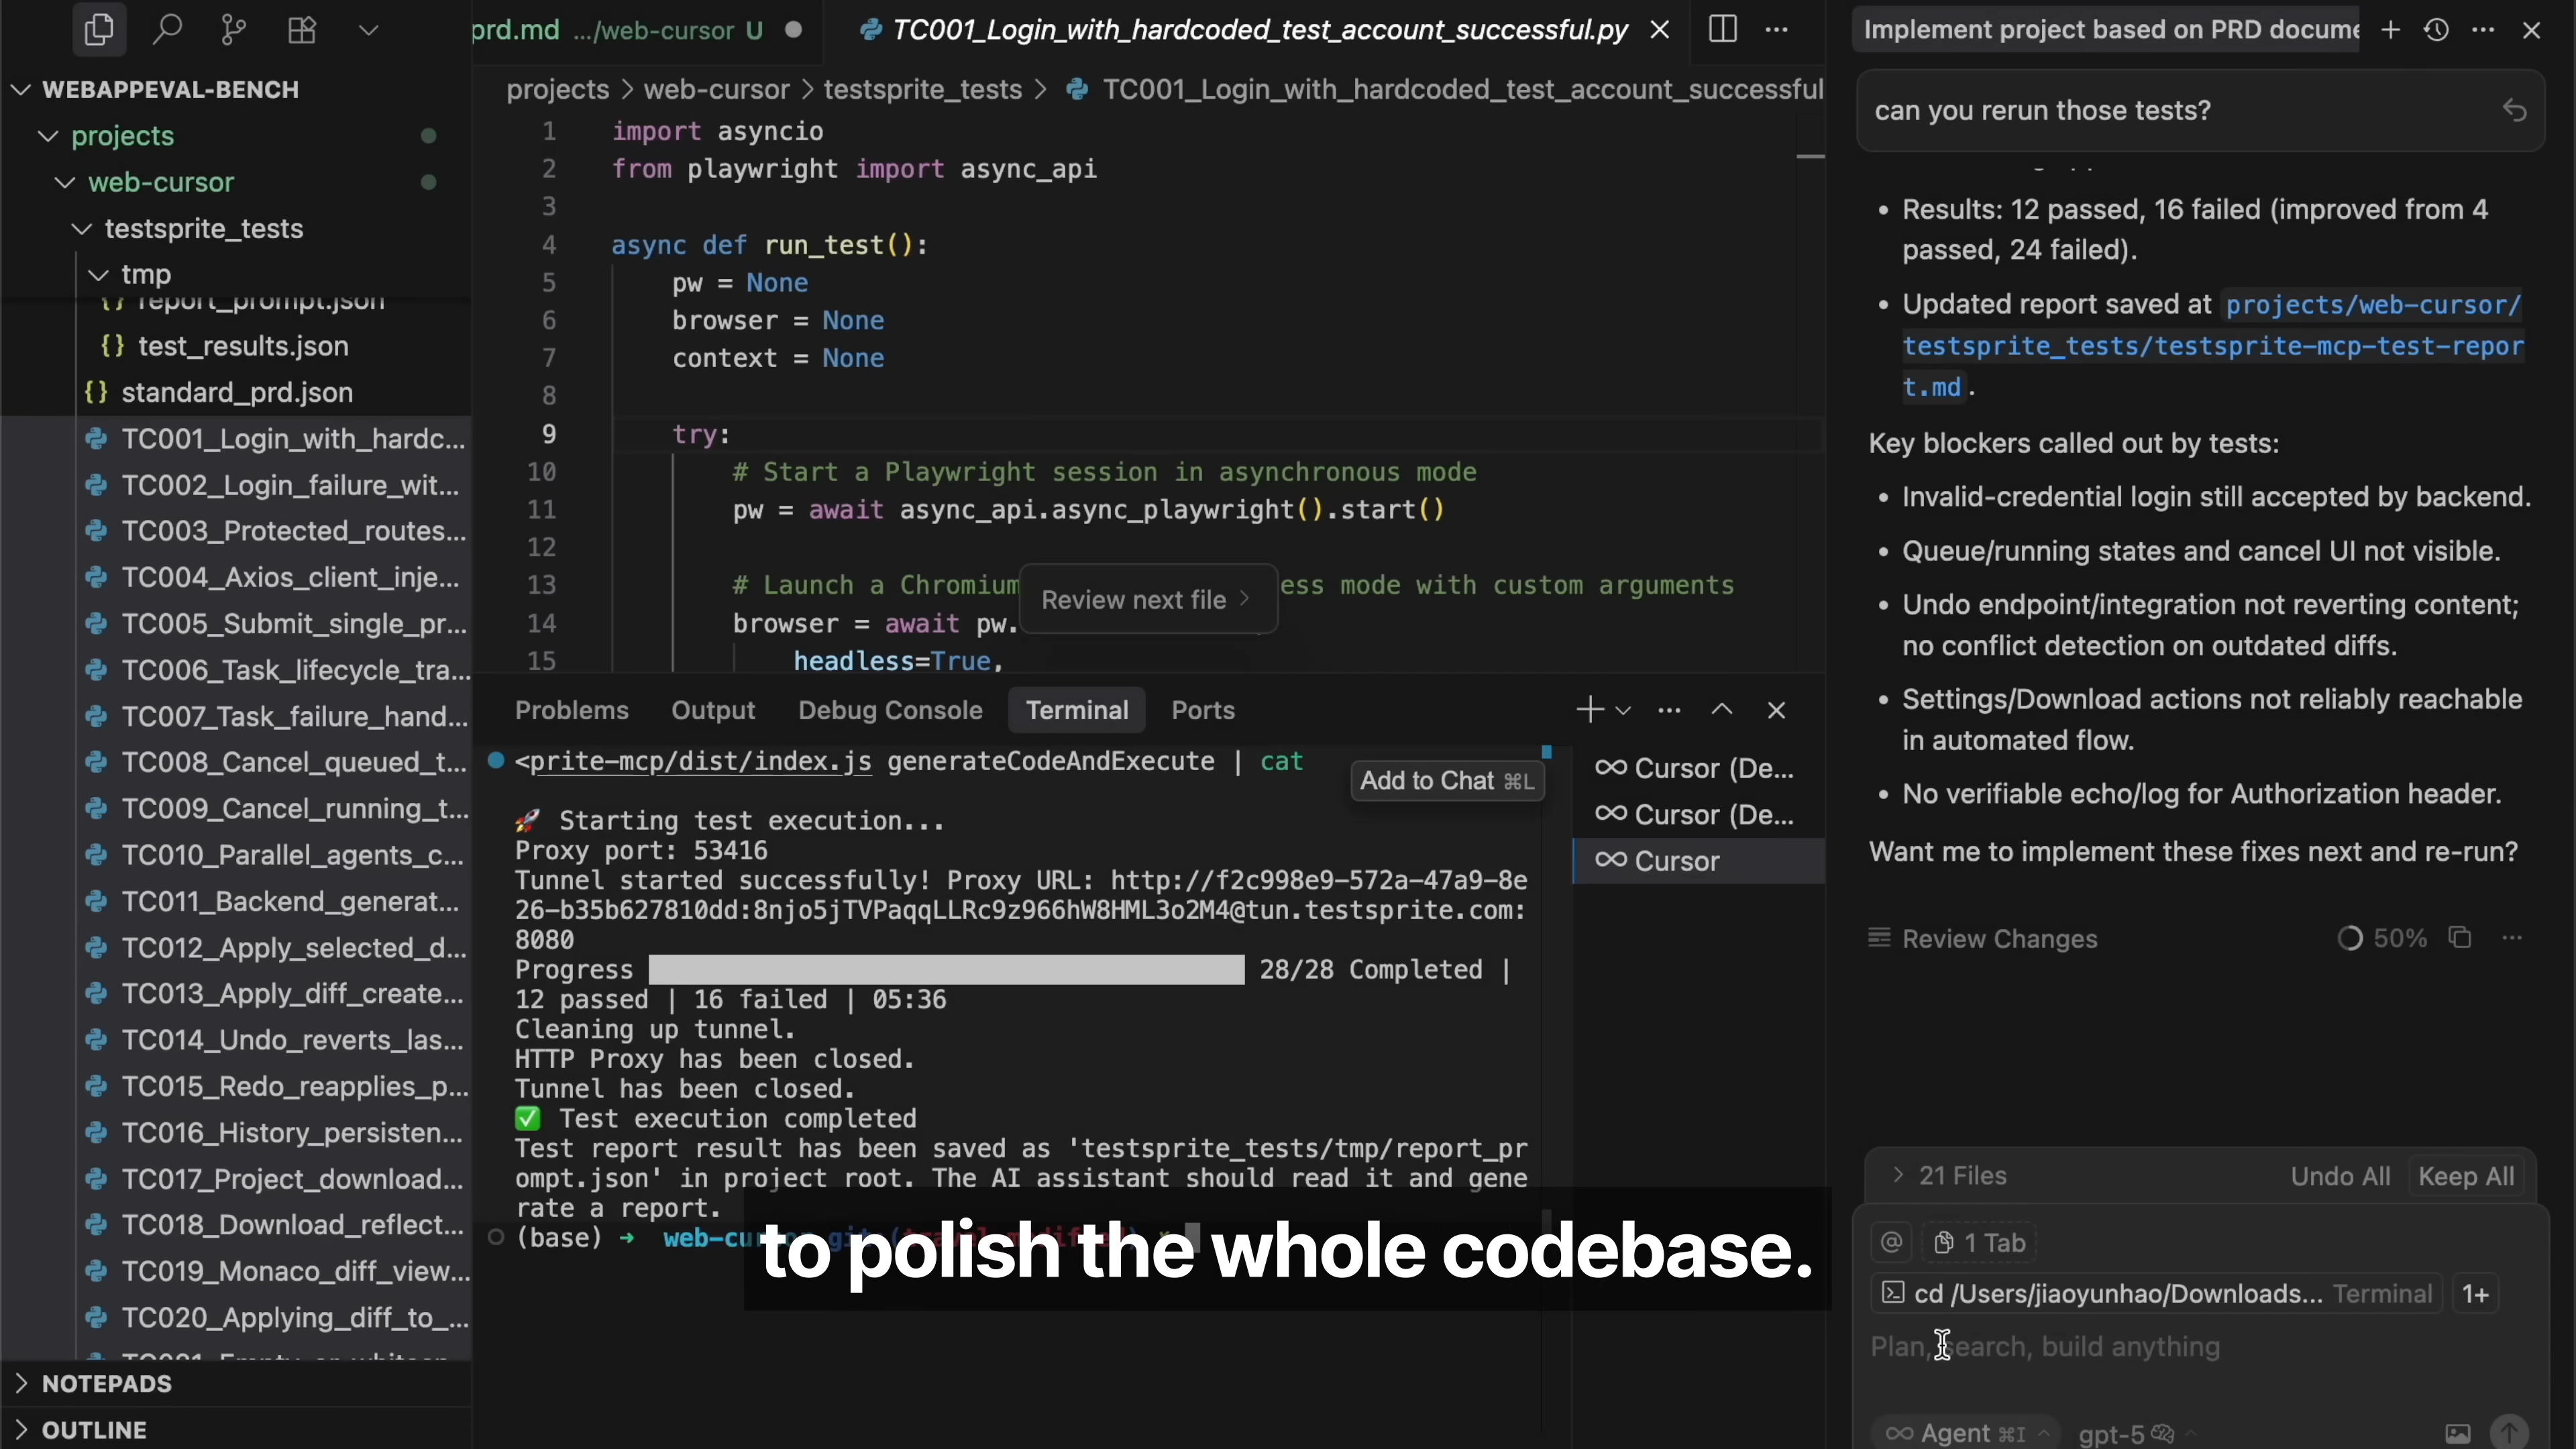 WEBAPPEVAL-BENCH
projects
web-cursor
testsprite_tests
tmp
report_prompt.json
test_results.json
standard_prd.json
TC001_Login_with_hardc...
TC002_Login_failure_wit...
TC003_Protected_routes...
TC004_Axios_client_inje...
TC005_Submit_single_pr...
TC006_Task_lifecycle_tra...
TC007_Task_failure_hand...
TC008_Cancel_queued_t...
TC009_Cancel_running_t...
TC010_Parallel_agents_c...
TC011_Backend_generat...
TC012_Apply_selected_d...
TC013_Apply_diff_create...
TC014_Undo_reverts_las...
TC015_Redo_reapplies_p...
TC016_History_persisten...
TC017_Project_download...
TC018_Download_reflect...
TC019_Monaco_diff_view...
TC020_Applying_diff_to_...
NOTEPADS
OUTLINE
prd.md .../web-cursor U
TC001_Login_with_hardcoded_test_account_successful.py
projects > web-cursor > testsprite_tests > TC001_Login_with_hardcoded_test_account_successful
1 import asyncio
2 from playwright import async_api
3
4 async def run_test():
5 pw = None
6 browser = None
7 context = None
8
9 try:
10 # Start a Playwright session in asynchronous mode
11 pw = await async_api.async_playwright().start()
12
13 # Launch a Chromium ess mode with custom arguments
Review next file >
14 browser = await pw.
15 headless=True,
Problems Output Debug Console Terminal Ports
<prite-mcp/dist/index.js generateCodeAndExecute | cat
Add to Chat ⌘L
🚀 Starting test execution...
Proxy port: 53416
Tunnel started successfully! Proxy URL: http://f2c998e9-572a-47a9-8e
26-b35b627810dd:8njo5jTVPaqqLLRc9z966hW8HML3o2M4@tun.testsprite.com:
8080
Progress 28/28 Completed |
12 passed | 16 failed | 05:36
Cleaning up tunnel.
HTTP Proxy has been closed.
Tunnel has been closed.
✅ Test execution completed
Test report result has been saved as 'testsprite_tests/tmp/report_pr
ompt.json' in project root. The AI assistant should read it and gene
rate a report.
(base) → web-cu
to polish the whole codebase.
Cursor (De...
Cursor (De...
Cursor
Implement project based on PRD docume
can you rerun those tests?
• Results: 12 passed, 16 failed (improved from 4
passed, 24 failed).
• Updated report saved at projects/web-cursor/
testsprite_tests/testsprite-mcp-test-repor
t.md.
Key blockers called out by tests:
• Invalid-credential login still accepted by backend.
• Queue/running states and cancel UI not visible.
• Undo endpoint/integration not reverting content;
no conflict detection on outdated diffs.
• Settings/Download actions not reliably reachable
in automated flow.
• No verifiable echo/log for Authorization header.
Want me to implement these fixes next and re-run?
Review Changes 50%
21 Files Undo All Keep All
@ 1 Tab
cd /Users/jiaoyunhao/Downloads... Terminal 1+
Plan, search, build anything
Agent ⌘I gpt-5